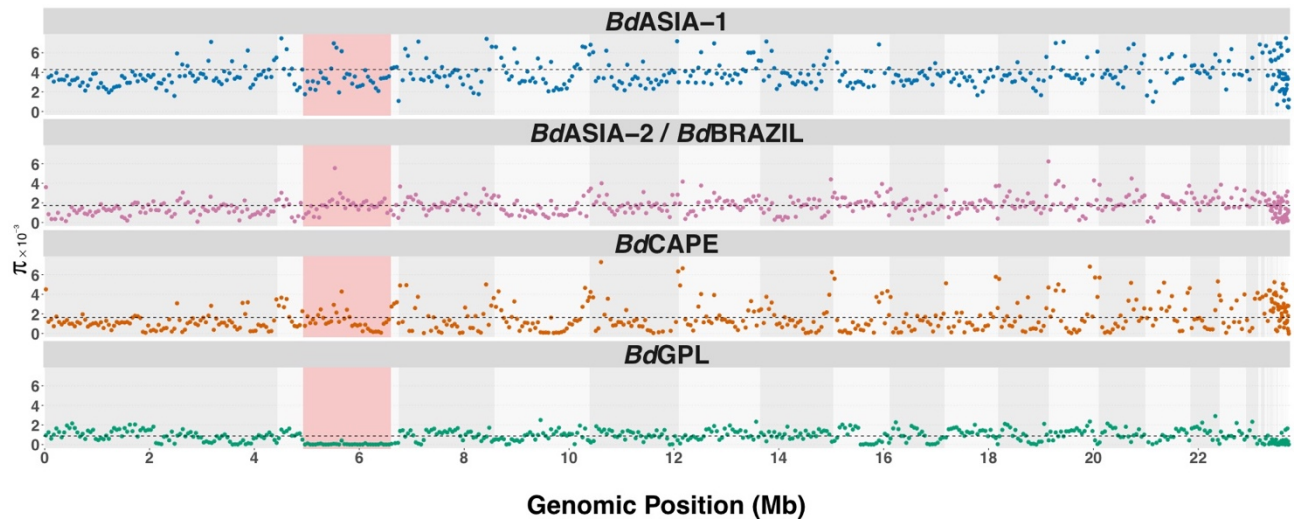 BdASIA−1
6
4
2
0
BdASIA−2 / BdBRAZIL
6
4
2
0
π × 10⁻³
BdCAPE
6
4
2
0
BdGPL
6
4
2
0
0 2 4 6 8 10 12 14 16 18 20 22
Genomic Position (Mb)